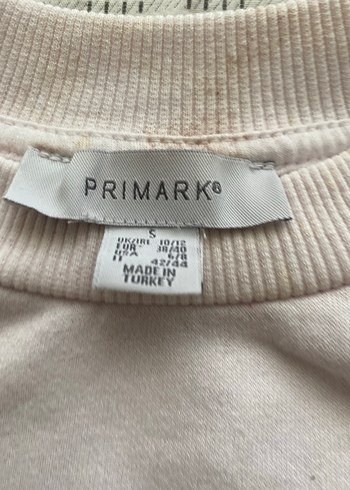 PRIMARK®
S
UK/IRL 10/12
EUR 38/40
USA 6/8
IT 42/44
MADE IN
TURKEY